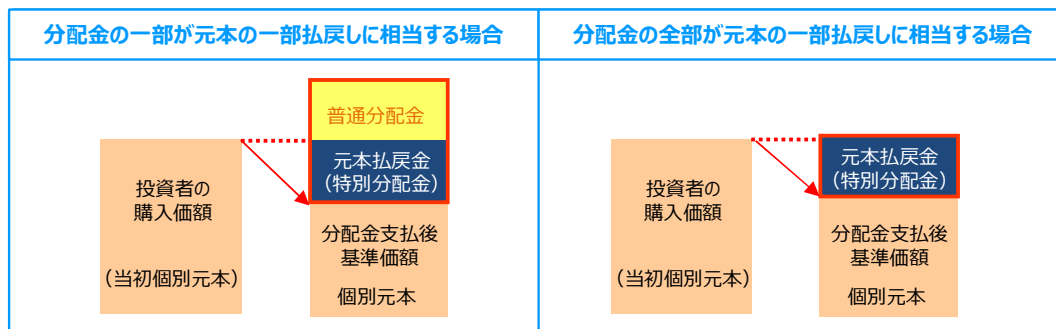 分配金の一部が元本の一部払戻しに相当する場合
普通分配金
元本払戻金
(特別分配金)
投資者の
購入価額
(当初個別元本)
分配金支払後
基準価額
個別元本
分配金の全部が元本の一部払戻しに相当する場合
元本払戻金
(特別分配金)
投資者の
購入価額
(当初個別元本)
分配金支払後
基準価額
個別元本